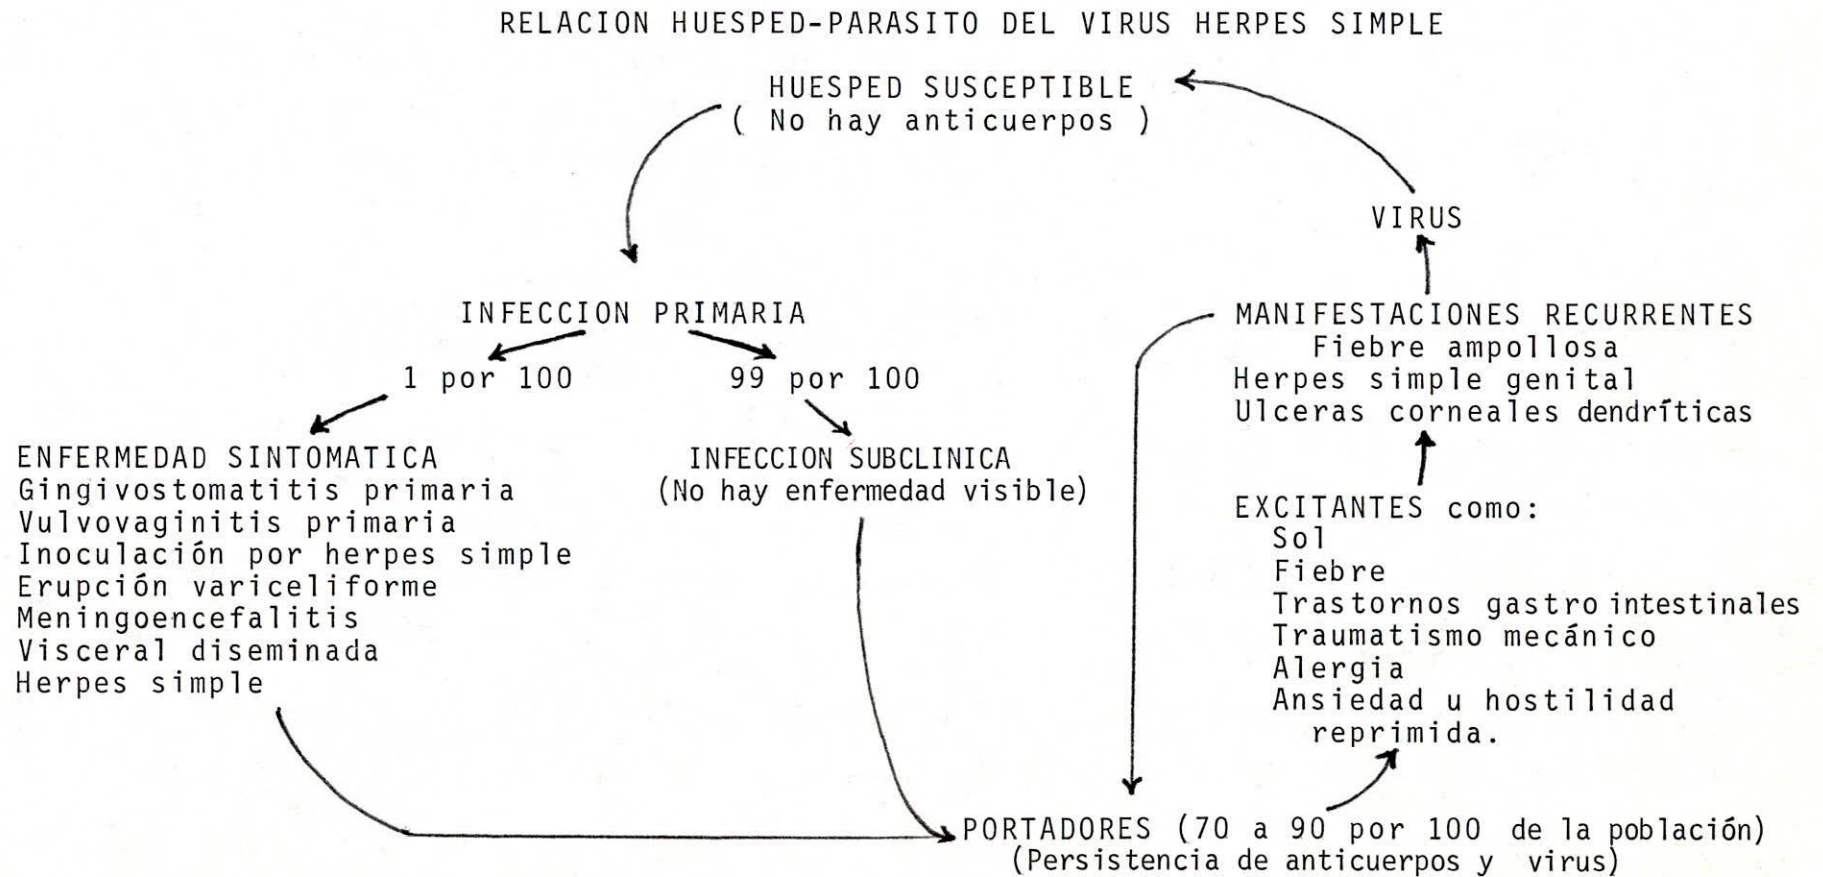 RELACION HUESPED-PARASITO DEL VIRUS HERPES SIMPLE
HUESPED SUSCEPTIBLE
( No hay anticuerpos )
VIRUS
INFECCION PRIMARIA
1 por 100
99 por 100
ENFERMEDAD SINTOMATICA
Gingivostomatitis primaria
Vulvovaginitis primaria
Inoculación por herpes simple
Erupción variceliforme
Meningoencefalitis
Visceral diseminada
Herpes simple
INFECCION SUBCLINICA
(No hay enfermedad visible)
MANIFESTACIONES RECURRENTES
Fiebre ampollosa
Herpes simple genital
Ulceras corneales dendríticas
EXCITANTES como:
Sol
Fiebre
Trastornos gastrointestinales
Traumatismo mecánico
Alergia
Ansiedad u hostilidad
reprimida.
PORTADORES (70 a 90 por 100 de la población)
(Persistencia de anticuerpos y virus)